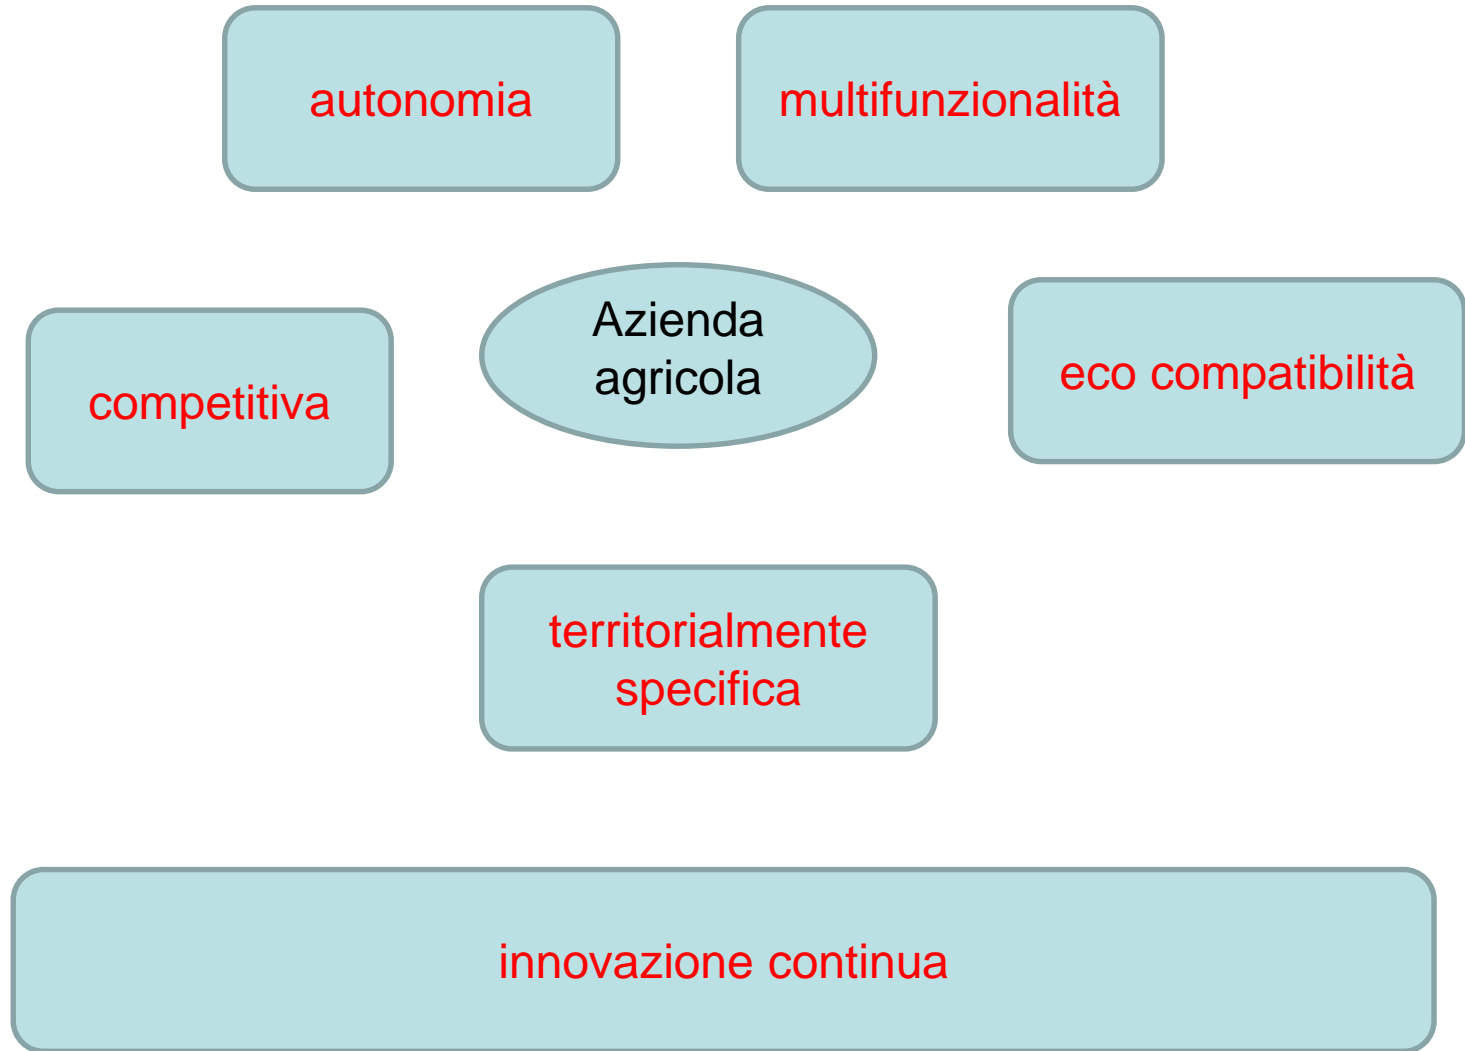 autonomia
multifunzionalità
Azienda
agricola
competitiva
eco compatibilità
territorialmente
specifica
innovazione continua